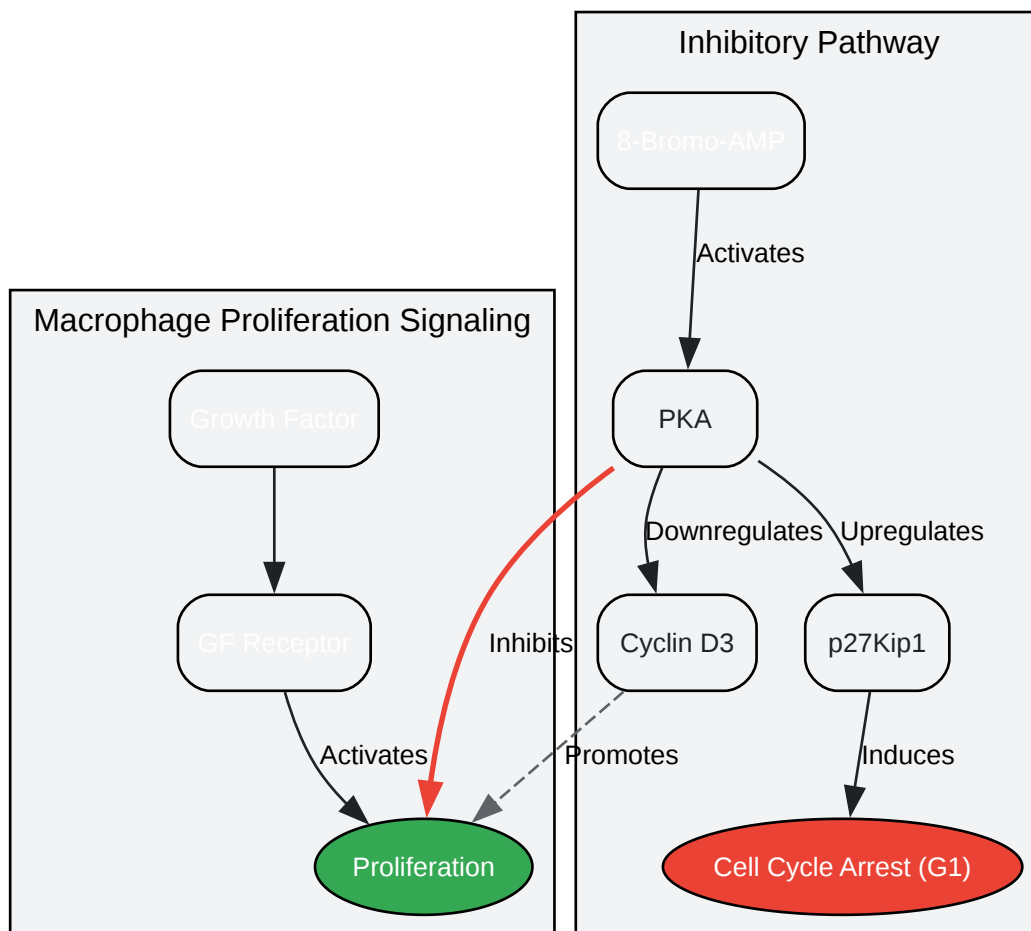 Inhibitory Pathway
8-Bromo-AMP
Activates
Macrophage Proliferation Signaling
Growth Factor
PKA
Downregulates
Upregulates
GF Receptor
Inhibits
Cyclin D3
p27Kip1
Activates
Promotes
Induces
Proliferation
Cell Cycle Arrest (G1)